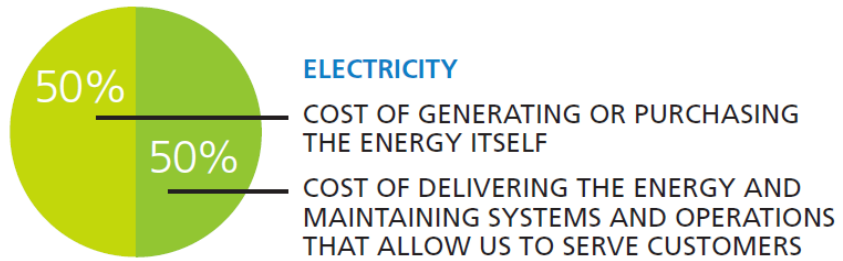 50%
50%
ELECTRICITY
COST OF GENERATING OR PURCHASING
THE ENERGY ITSELF
COST OF DELIVERING THE ENERGY AND
MAINTAINING SYSTEMS AND OPERATIONS
THAT ALLOW US TO SERVE CUSTOMERS